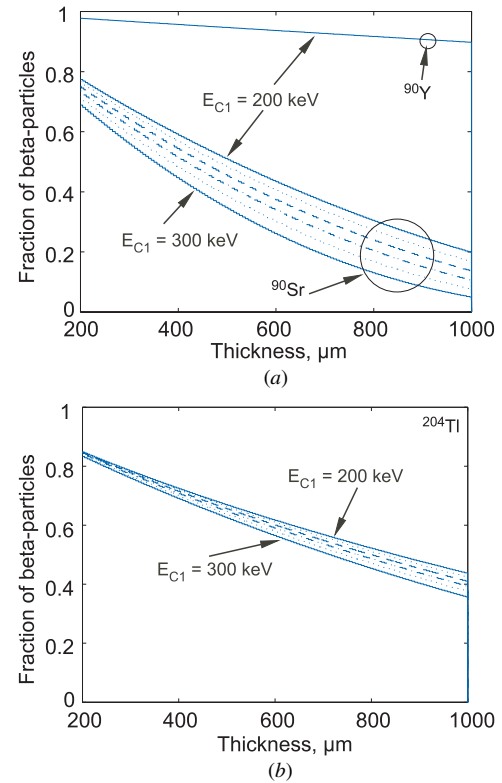 1
0.8
0.6
0.4
0.2
0
200
400
600
800
1000
Fraction of beta-particles
Thickness, μm
E_C1 = 200 keV
⁹⁰Y
E_C1 = 300 keV
⁹⁰Sr
(a)
1
0.8
0.6
0.4
0.2
0
200
400
600
800
1000
Fraction of beta-particles
Thickness, μm
²⁰⁴Tl
E_C1 = 200 keV
E_C1 = 300 keV
(b)